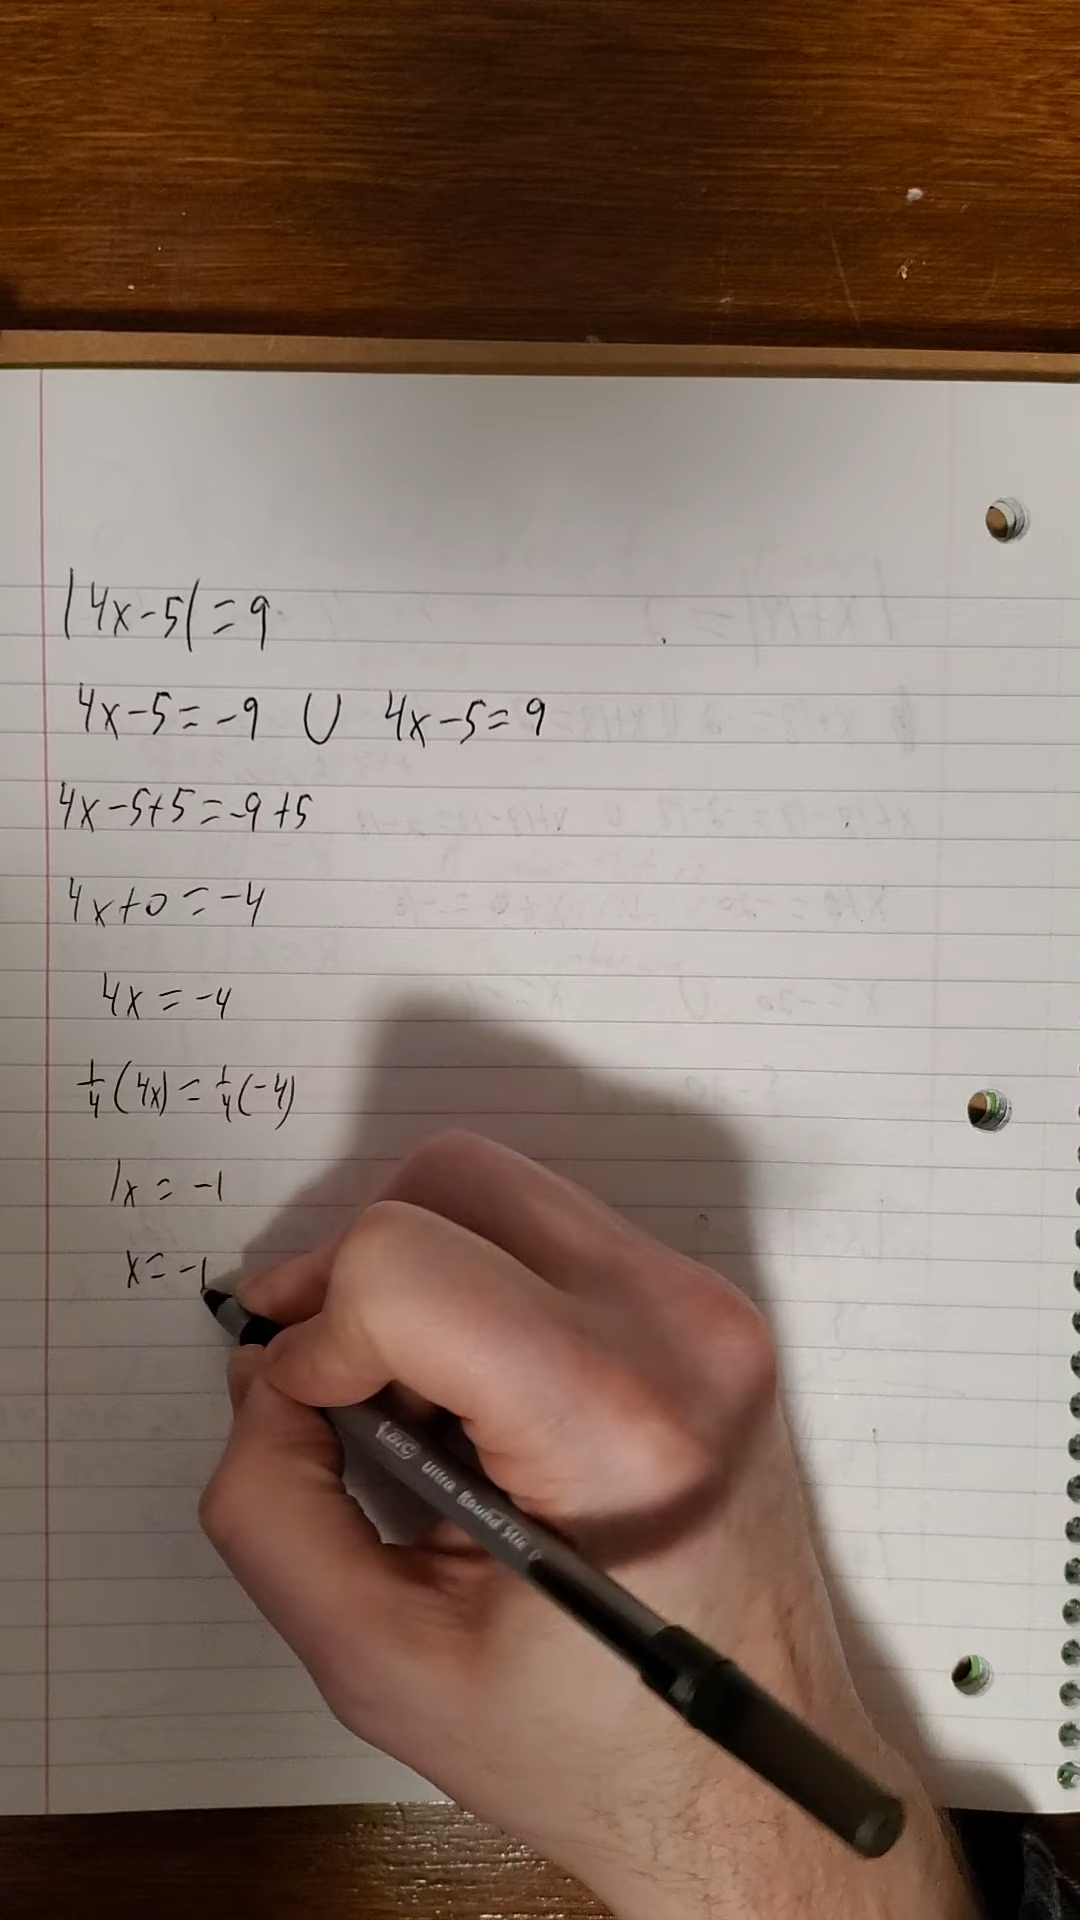 |4x-5|=9
4x-5=-9 ∪ 4x-5=9
4x-5+5=-9+5
4x+0=-4
4x=-4
1/4(4x)=1/4(-4)
1x=-1
x=-1
BIC Ultra Round Stic